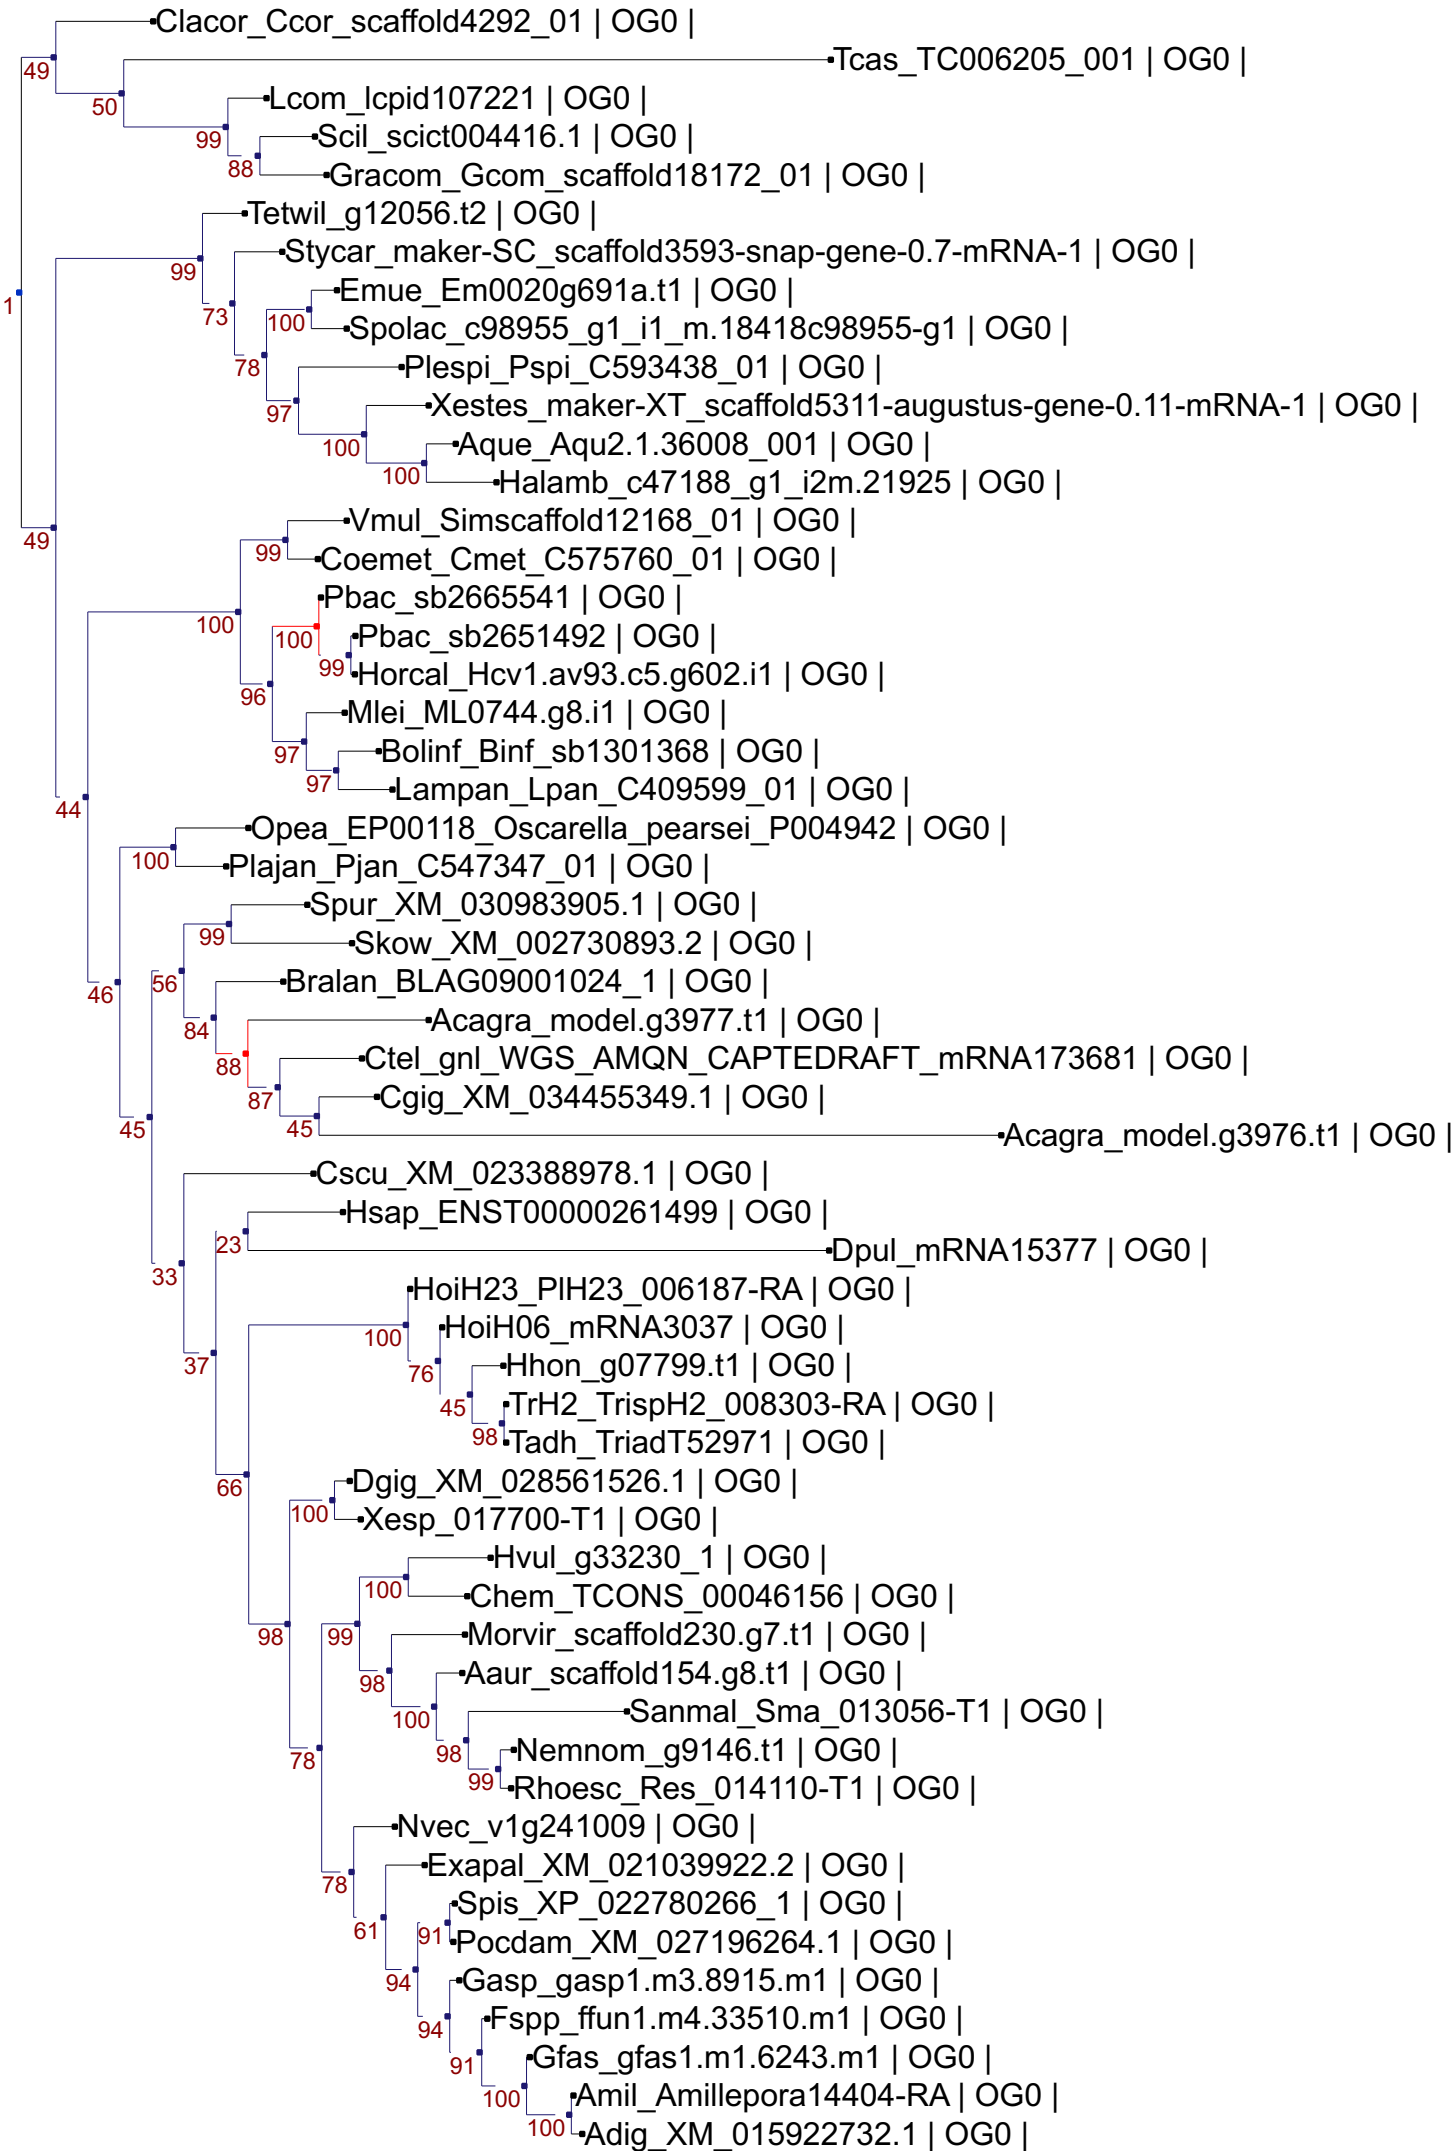 Clacor_Ccor_scaffold4292_01 | OG0 |
49
Tcas_TC006205_001 | OG0 |
50
Lcom_lcpid107221 | OG0 |
99
Scil_scict004416.1 | OG0 |
88
Gracom_Gcom_scaffold18172_01 | OG0 |
Tetwil_g12056.t2 | OG0 |
99
Stycar_maker-SC_scaffold3593-snap-gene-0.7-mRNA-1 | OG0 |
1
73
Emue_Em0020g691a.t1 | OG0 |
100
Spolac_c98955_g1_i1_m.18418c98955-g1 | OG0 |
78
Plespi_Pspi_C593438_01 | OG0 |
97
Xestes_maker-XT_scaffold5311-augustus-gene-0.11-mRNA-1 | OG0 |
100
Aque_Aqu2.1.36008_001 | OG0 |
100
Halamb_c47188_g1_i2m.21925 | OG0 |
49
Vmul_Simscaffold12168_01 | OG0 |
99
Coemet_Cmet_C575760_01 | OG0 |
100
Pbac_sb2665541 | OG0 |
100
Pbac_sb2651492 | OG0 |
99
Horcal_Hcv1.av93.c5.g602.i1 | OG0 |
96
Mlei_ML0744.g8.i1 | OG0 |
97
Bolinf_Binf_sb1301368 | OG0 |
97
Lampan_Lpan_C409599_01 | OG0 |
44
Opea_EP00118_Oscarella_pearsei_P004942 | OG0 |
100
Plajan_Pjan_C547347_01 | OG0 |
Spur_XM_030983905.1 | OG0 |
99
Skow_XM_002730893.2 | OG0 |
56
46
Bralan_BLAG09001024_1 | OG0 |
84
Acagra_model.g3977.t1 | OG0 |
88
Ctel_gnl_WGS_AMQN_CAPTEDRAFT_mRNA173681 | OG0 |
87
Cgig_XM_034455349.1 | OG0 |
45
45
Acagra_model.g3976.t1 | OG0 |
Cscu_XM_023388978.1 | OG0 |
Hsap_ENST00000261499 | OG0 |
23
Dpul_mRNA15377 | OG0 |
33
HoiH23_PlH23_006187-RA | OG0 |
100
HoiH06_mRNA3037 | OG0 |
37
76
Hhon_g07799.t1 | OG0 |
45
TrH2_TrispH2_008303-RA | OG0 |
98
Tadh_TriadT52971 | OG0 |
66
Dgig_XM_028561526.1 | OG0 |
100
Xesp_017700-T1 | OG0 |
Hvul_g33230_1 | OG0 |
100
Chem_TCONS_00046156 | OG0 |
98
99
Morvir_scaffold230.g7.t1 | OG0 |
98
Aaur_scaffold154.g8.t1 | OG0 |
100
Sanmal_Sma_013056-T1 | OG0 |
78
98
Nemnom_g9146.t1 | OG0 |
99
Rhoesc_Res_014110-T1 | OG0 |
Nvec_v1g241009 | OG0 |
78
Exapal_XM_021039922.2 | OG0 |
61
Spis_XP_022780266_1 | OG0 |
91
Pocdam_XM_027196264.1 | OG0 |
94
Gasp_gasp1.m3.8915.m1 | OG0 |
94
Fspp_ffun1.m4.33510.m1 | OG0 |
91
Gfas_gfas1.m1.6243.m1 | OG0 |
100
Amil_Amillepora14404-RA | OG0 |
100
Adig_XM_015922732.1 | OG0 |